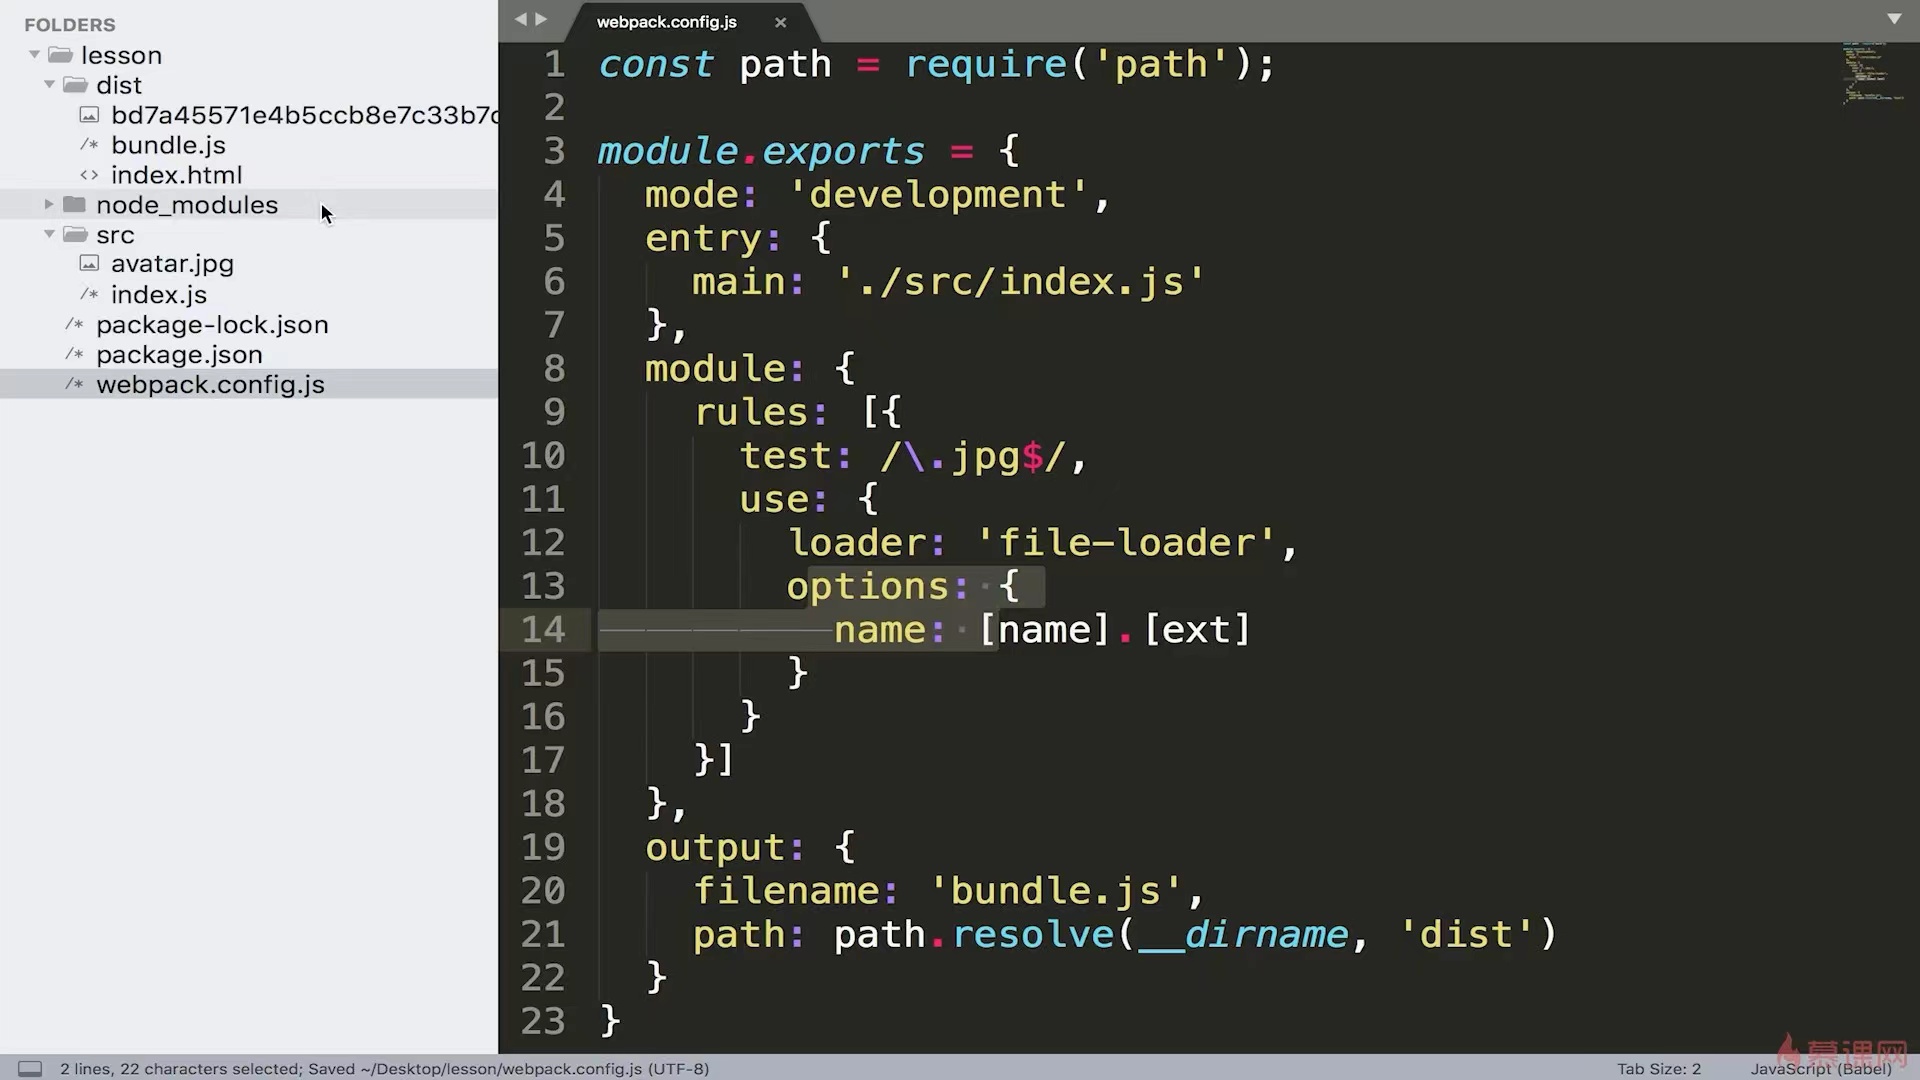 FOLDERS
lesson
dist
bd7a45571e4b5ccb8e7c33b7c
/* bundle.js
<> index.html
node_modules
src
avatar.jpg
/* index.js
/* package-lock.json
/* package.json
/* webpack.config.js
webpack.config.js ×
1 const path = require('path');
2
3 module.exports = {
4 mode: 'development',
5 entry: {
6 main: './src/index.js'
7 },
8 module: {
9 rules: [{
10 test: /\.jpg$/,
11 use: {
12 loader: 'file-loader',
13 options: {
14 name: [name].[ext]
15 }
16 }
17 }]
18 },
19 output: {
20 filename: 'bundle.js',
21 path: path.resolve(__dirname, 'dist')
22 }
23 }
2 lines, 22 characters selected; Saved ~/Desktop/lesson/webpack.config.js (UTF-8)
Tab Size: 2
JavaScript (Babel)
慕课网